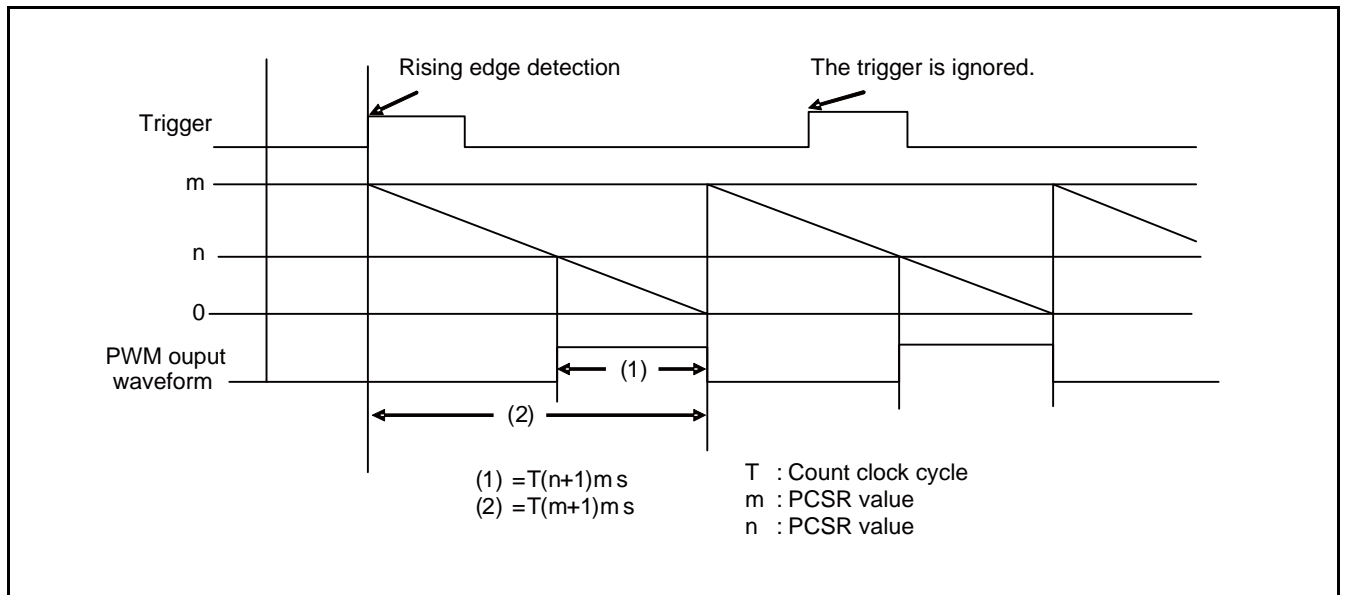 Rising edge detection
The trigger is ignored.
Trigger
m
n
0
PWM ouput
waveform
(1)
(2)
(1) =T(n+1)m s
(2) =T(m+1)m s
T : Count clock cycle
m : PCSR value
n : PCSR value